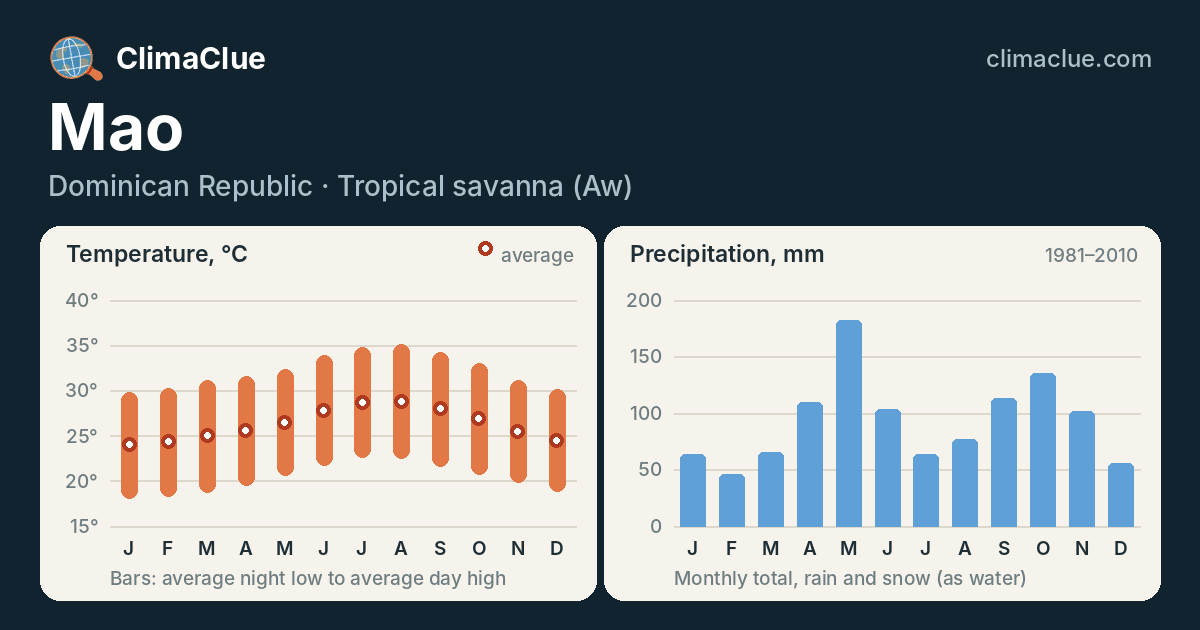 ClimaClue
climaclue.com
Mao
Dominican Republic · Tropical savanna (Aw)
Temperature, °C
average
40°
35°
30°
25°
20°
15°
J F M A M J J A S O N D
Bars: average night low to average day high
Precipitation, mm
1981–2010
200
150
100
50
0
J F M A M J J A S O N D
Monthly total, rain and snow (as water)